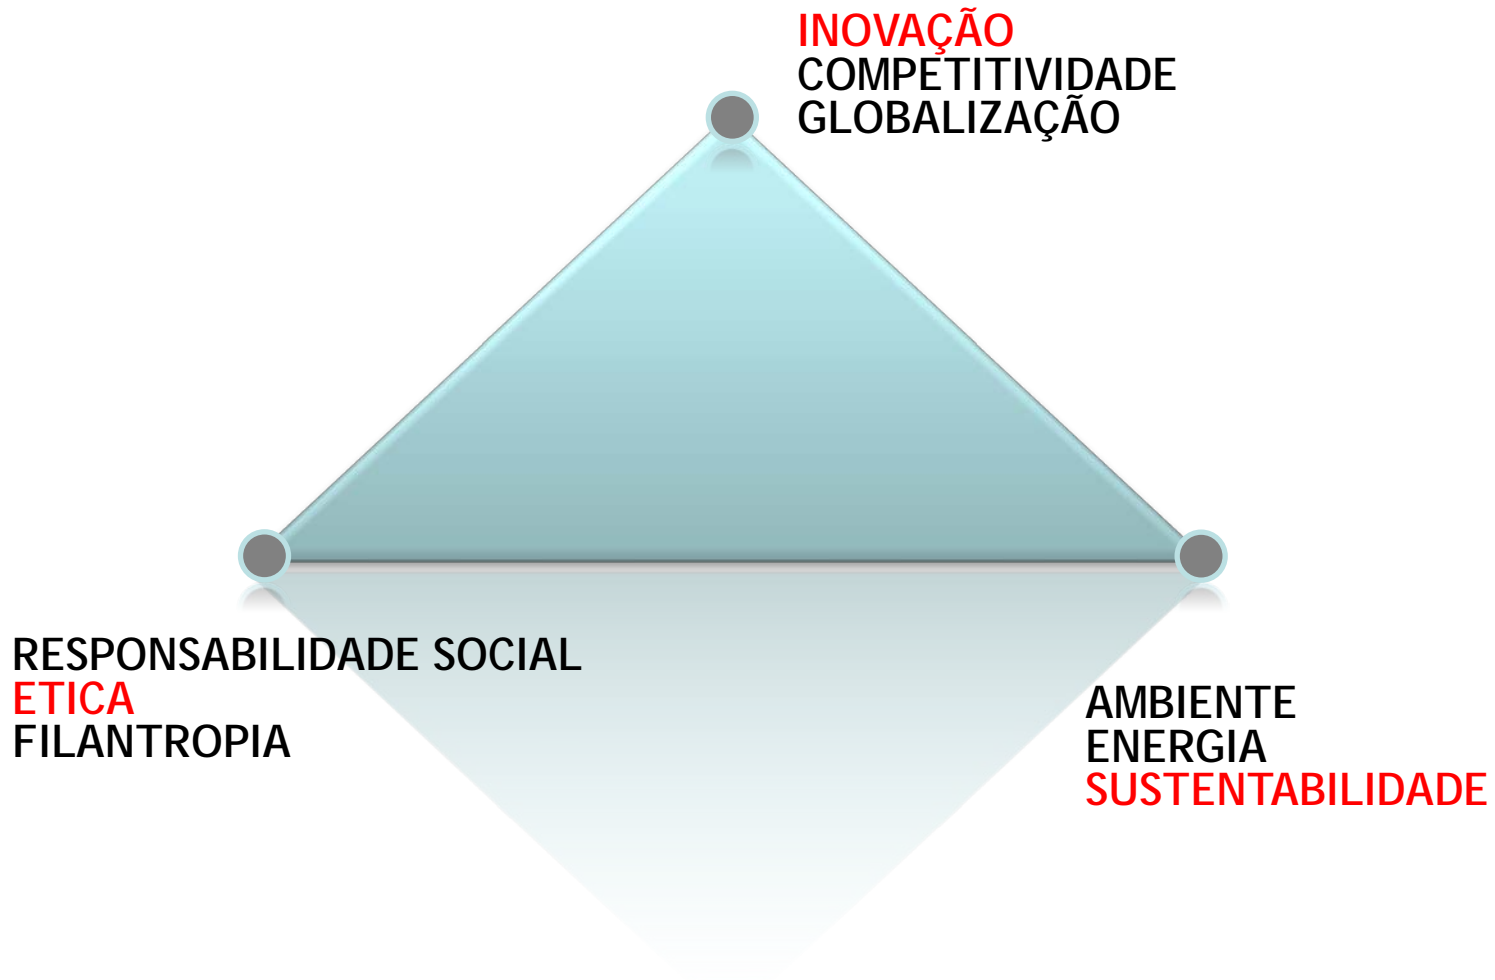 INOVAÇÃO
COMPETITIVIDADE
GLOBALIZAÇÃO
RESPONSABILIDADE SOCIAL
ETICA
FILANTROPIA
AMBIENTE
ENERGIA
SUSTENTABILIDADE